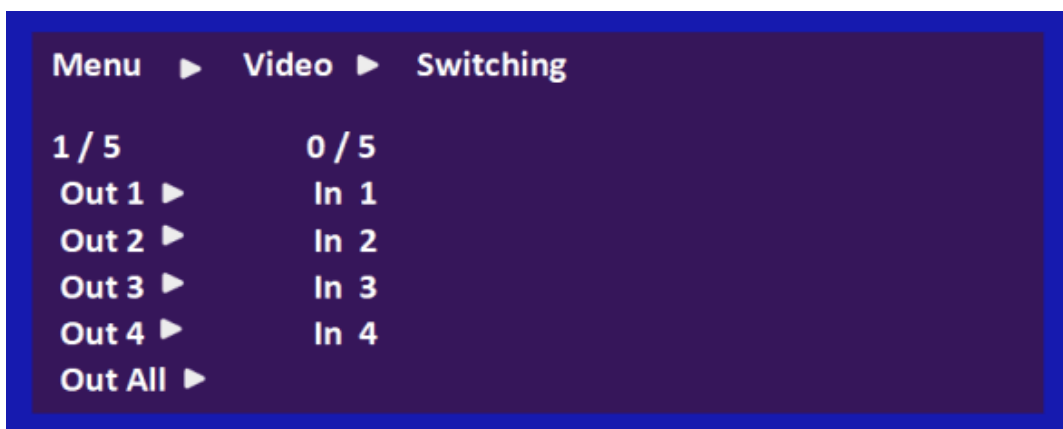 Menu ▶ Video ▶ Switching
1 / 5 0 / 5
Out 1 ▶ In 1
Out 2 ▶ In 2
Out 3 ▶ In 3
Out 4 ▶ In 4
Out All ▶